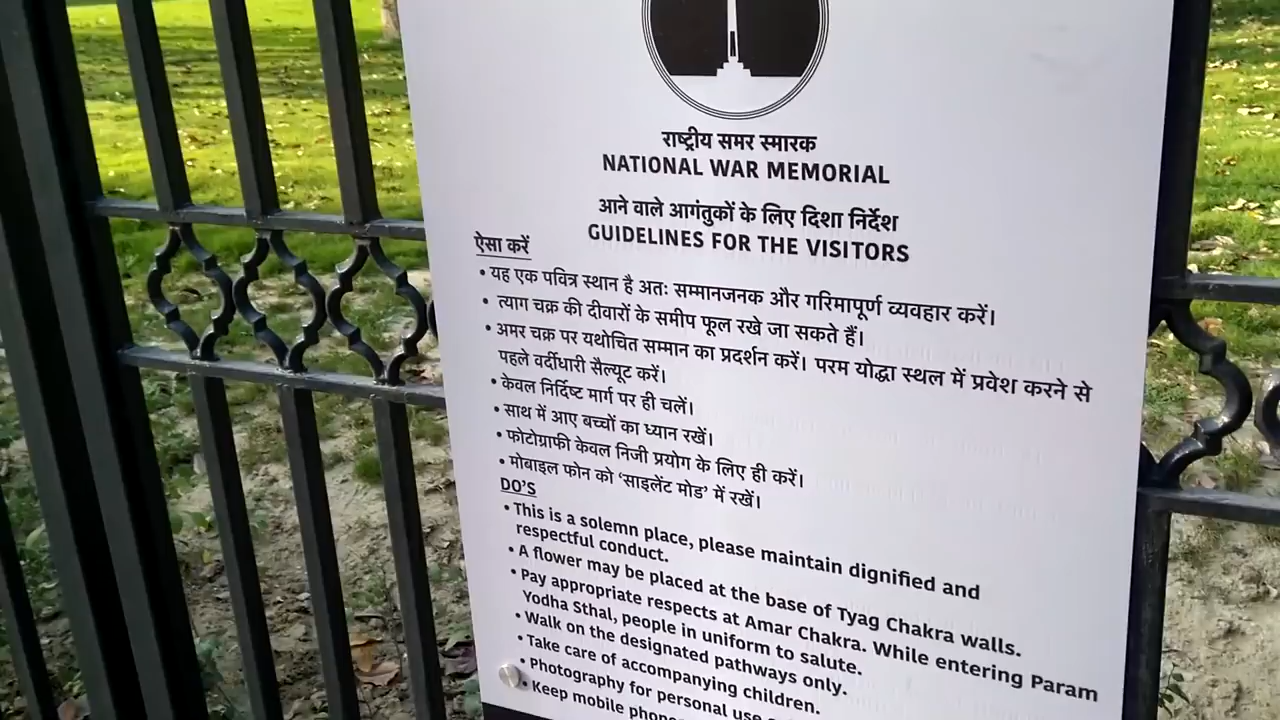 राष्ट्रीय समर स्मारक
NATIONAL WAR MEMORIAL
आने वाले आगंतुकों के लिए दिशा निर्देश
GUIDELINES FOR THE VISITORS
ऐसा करें
• यह एक पवित्र स्थान है अतः सम्मानजनक और गरिमापूर्ण व्यवहार करें।
• त्याग चक्र की दीवारों के समीप फूल रखे जा सकते हैं।
• अमर चक्र पर यथोचित सम्मान का प्रदर्शन करें। परम योद्धा स्थल में प्रवेश करने से
पहले वर्दीधारी सैल्यूट करें।
• केवल निर्दिष्ट मार्ग पर ही चलें।
• साथ में आए बच्चों का ध्यान रखें।
• फोटोग्राफी केवल निजी प्रयोग के लिए ही करें।
• मोबाइल फोन को ‘साइलेंट मोड’ में रखें।
DO'S
• This is a solemn place, please maintain dignified and
respectful conduct.
• A flower may be placed at the base of Tyag Chakra walls.
• Pay appropriate respects at Amar Chakra. While entering Param
Yodha Sthal, people in uniform to salute.
• Walk on the designated pathways only.
• Take care of accompanying children.
• Photography for personal use
• Keep mobile